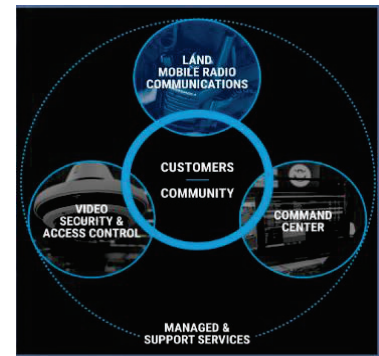 LAND
MOBILE RADIO
COMMUNICATIONS
CUSTOMERS
COMMUNITY
VIDEO
SECURITY &
ACCESS CONTROL
COMMAND
CENTER
MANAGED &
SUPPORT SERVICES